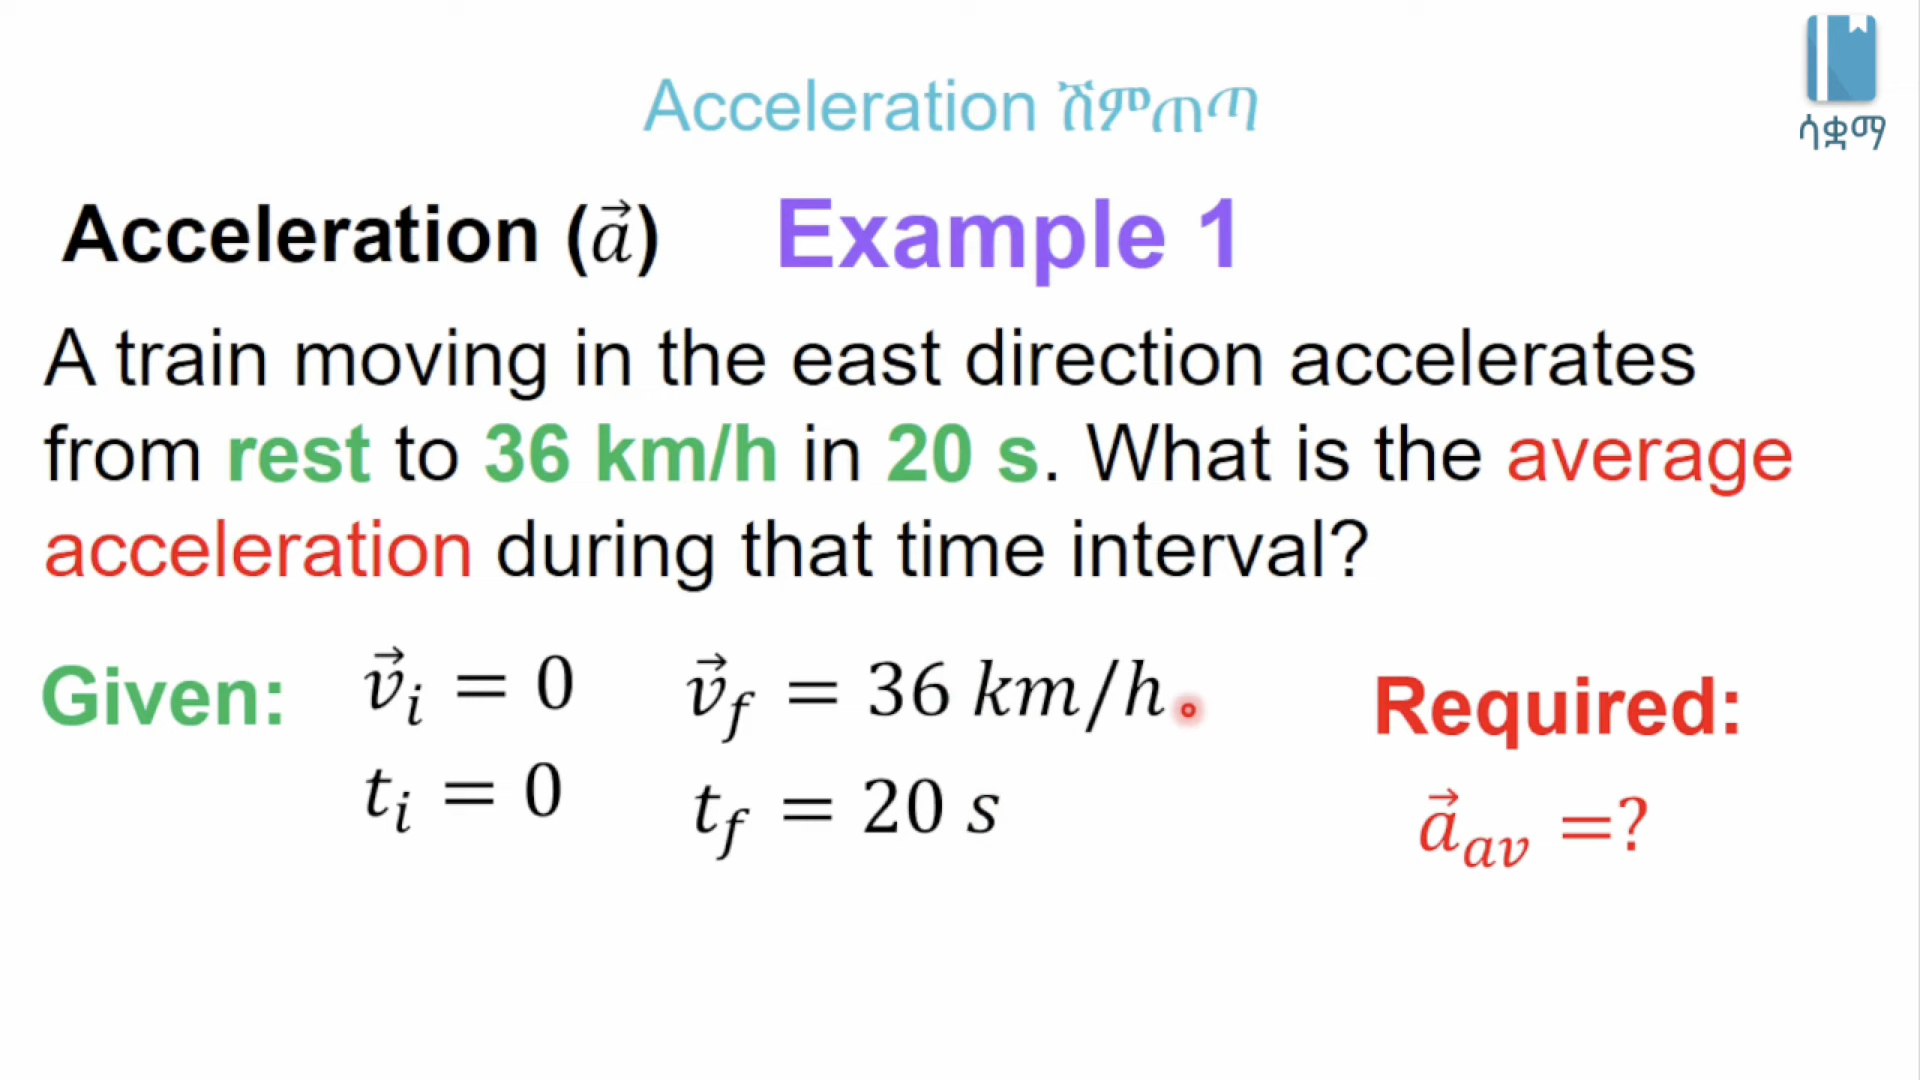 Acceleration ሽምጠጣ
ሳቋማ
Acceleration (a⃗) Example 1
A train moving in the east direction accelerates
from rest to 36 km/h in 20 s. What is the average
acceleration during that time interval?
Given: v⃗ᵢ = 0 v⃗_f = 36 km/h Required:
tᵢ = 0 t_f = 20 s a⃗_av =?